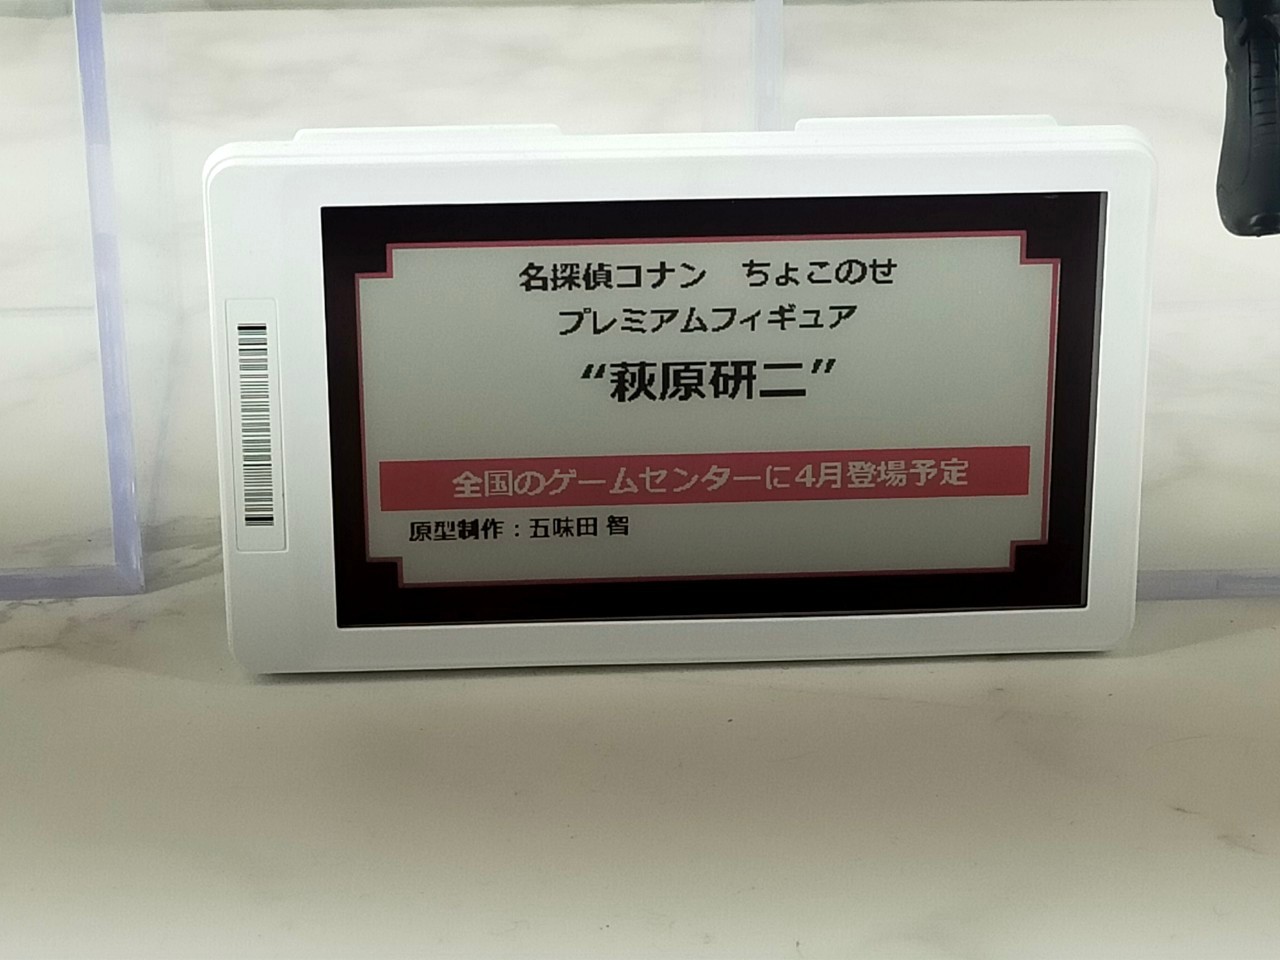 名探偵コナン　ちょこのせ
プレミアムフィギュア
“萩原研二”
全国のゲームセンターに4月登場予定
原型制作：五味田 智